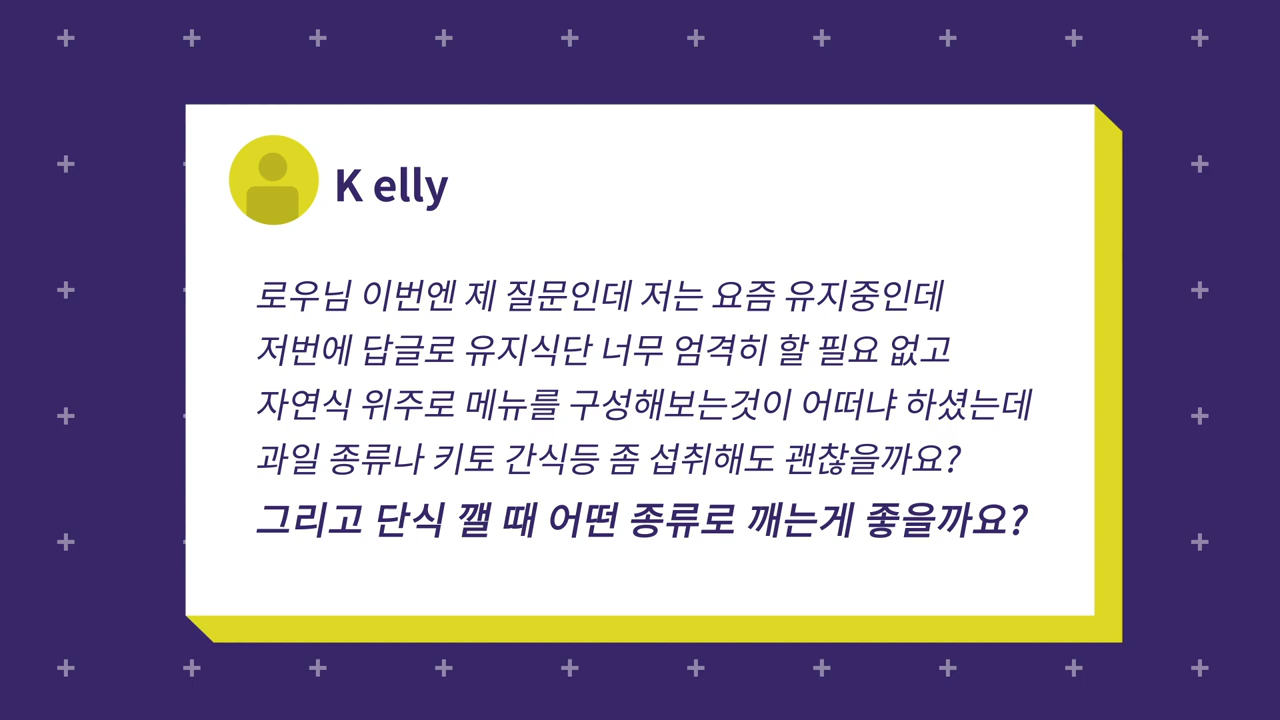 K elly
로우님 이번엔 제 질문인데 저는 요즘 유지중인데
저번에 답글로 유지식단 너무 엄격히 할 필요 없고
자연식 위주로 메뉴를 구성해보는것이 어떠냐 하셨는데
과일 종류나 키토 간식등 좀 섭취해도 괜찮을까요?
그리고 단식 깰 때 어떤 종류로 깨는게 좋을까요?